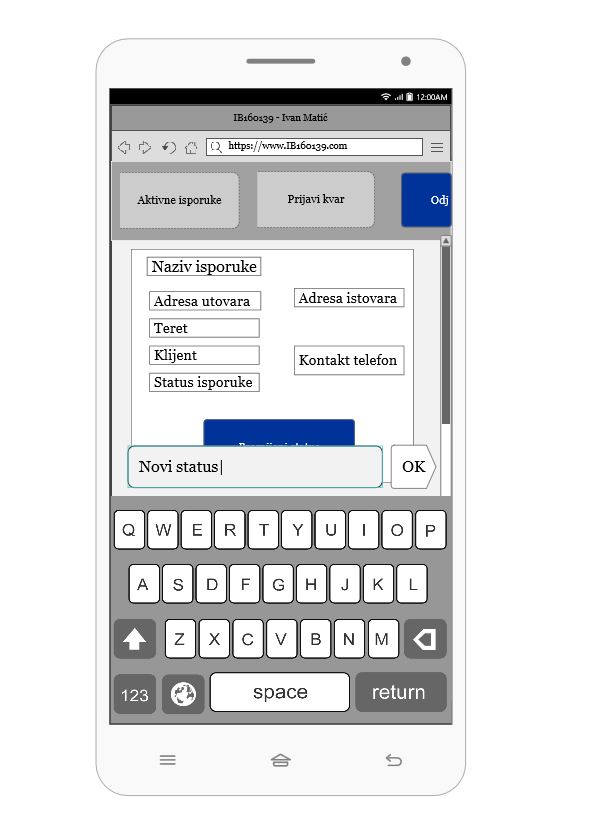 12:00AM
IB160139 - Ivan Matić
https://www.IB160139.com
Aktivne isporuke
Prijavi kvar
Odj
Naziv isporuke
Adresa utovara
Adresa istovara
Teret
Klijent
Kontakt telefon
Status isporuke
Novi status
OK
Q W E R T Y U I O P
A S D F G H J K L
Z X C V B N M
123
space
return